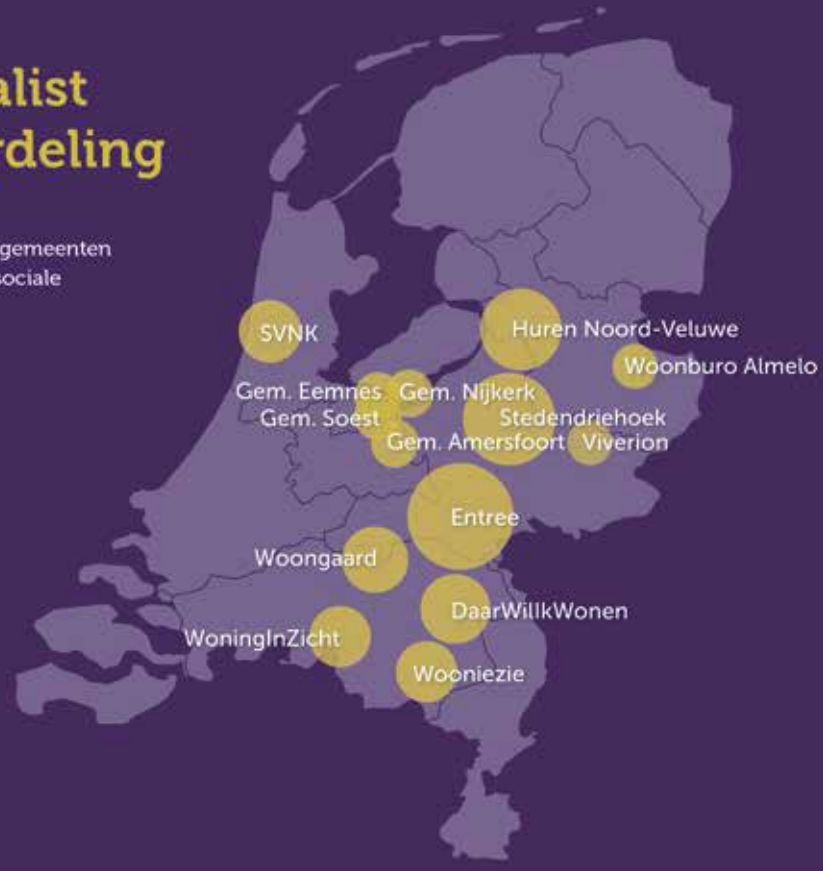 alist
rdeling
gemeenten
sociale
SVNK
Huren Noord-Veluwe
Woonburo Almelo
Gem. Eemnes
Gem. Nijkerk
Gem. Soest
Stedendriehoek
Gem. Amersfoort
Viverion
Entree
Woongaard
DaarWilIkWonen
WoningInZicht
Wooniezie